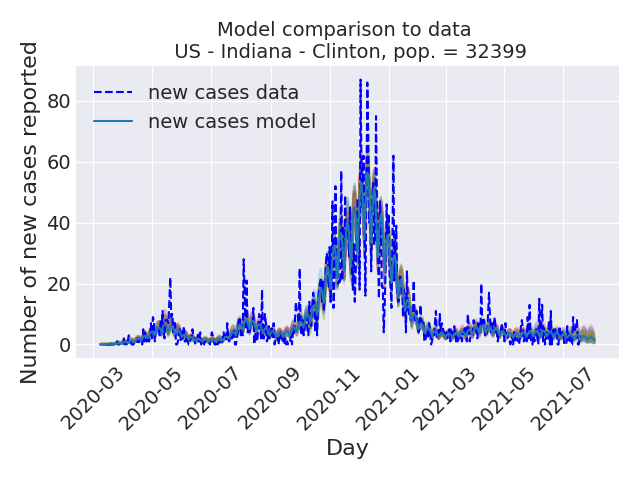 Model comparison to data
US - Indiana - Clinton, pop. = 32399
Number of new cases reported
80
60
40
20
0
new cases data
new cases model
2020-03
2020-05
2020-07
2020-09
2020-11
2021-01
2021-03
2021-05
2021-07
Day